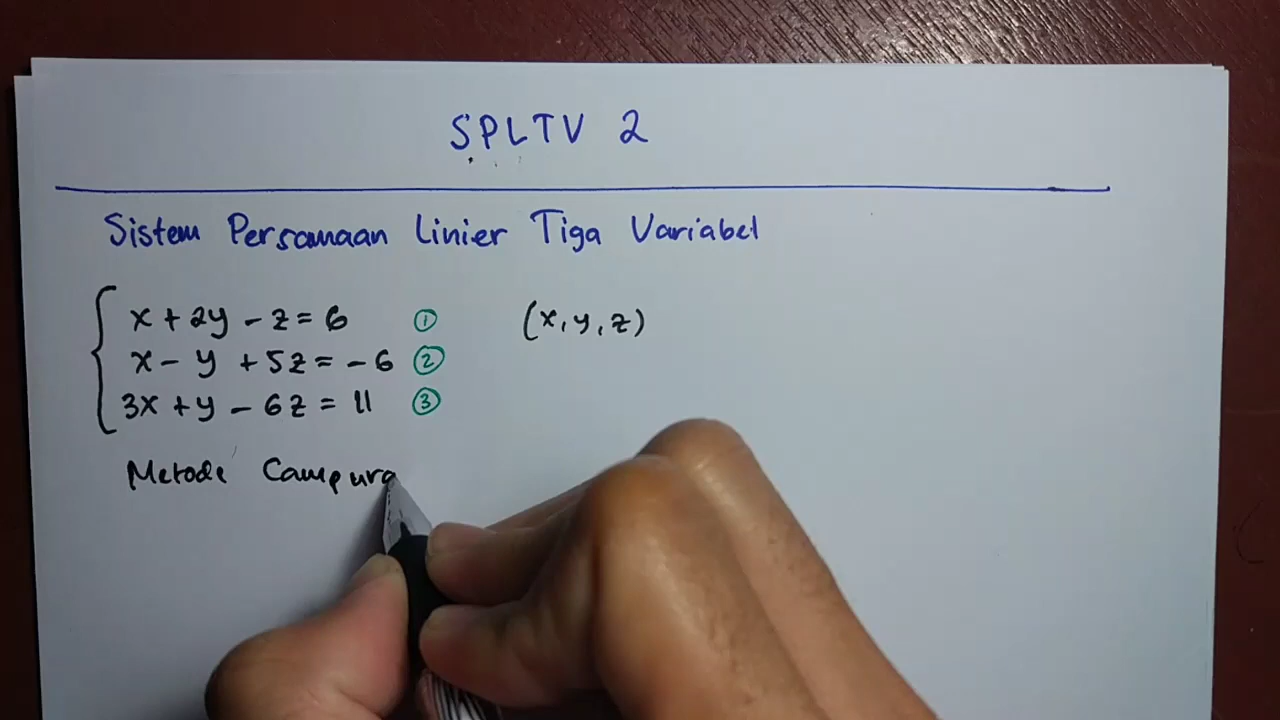 SPLTV 2
Sistem Persamaan Linier Tiga Variabel
x + 2y - z = 6 ① (x, y, z)
x - y + 5z = - 6 ②
3x + y - 6z = 11 ③
Metode Campura